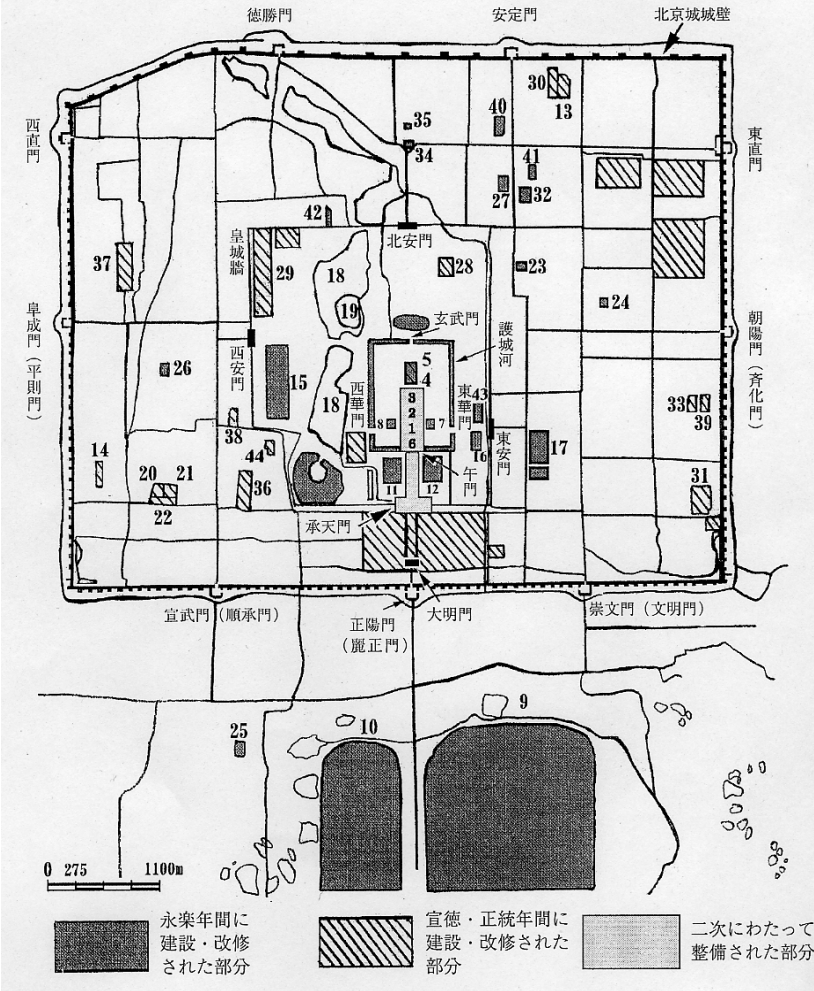 徳勝門
安定門
北京城城壁
西直門
東直門
30
13
40
35
34
41
27
32
42
皇城牆
北安門
37
29
18
28
23
19
24
玄武門
護城河
阜成門(平則門)
朝陽門(斉化門)
西安門
26
15
5
4
18
西華門
東華門
43
3
2
1
6
8
7
33
39
38
44
16
東安門
17
14
20
21
22
36
11
12
午門
31
承天門
宣武門(順承門)
正陽門
(麗正門)
大明門
崇文門(文明門)
25
10
9
0 275 1100m
永楽年間に
建設・改修
された部分
宣徳・正統年間に
建設・改修された
部分
二次にわたって
整備された部分